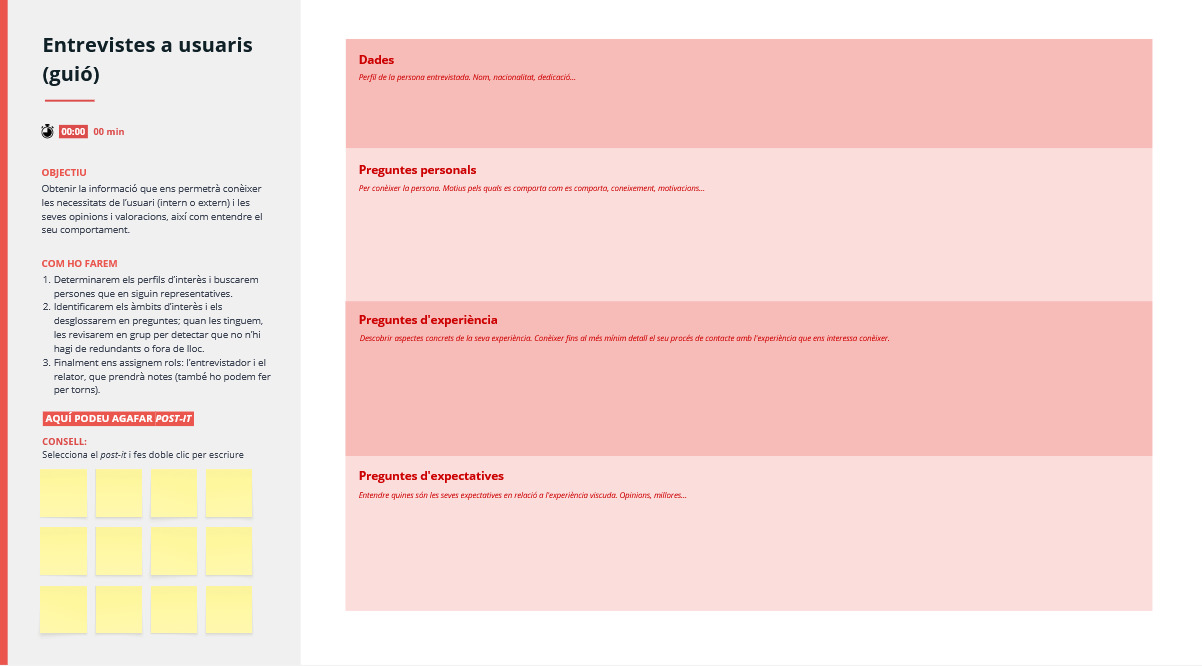 Entrevistes a usuaris
(guió)
00:00 00 min
OBJECTIU
Obtenir la informació que ens permetrà conèixer
les necessitats de l'usuari (intern o extern) i les
seves opinions i valoracions, així com entendre el
seu comportament.
COM HO FAREM
1. Determinarem els perfils d'interès i buscarem
persones que en siguin representatives.
2. Identificarem els àmbits d'interès i els
desglossarem en preguntes; quan les tinguem,
les revisarem en grup per detectar que no n'hi
hagi de redundants o fora de lloc.
3. Finalment ens assignem rols: l'entrevistador i el
relator, que prendrà notes (també ho podem fer
per torns).
AQUÍ PODEU AGAFAR POST-IT
CONSELL:
Selecciona el post-it i fes doble clic per escriure
Dades
Perfil de la persona entrevistada. Nom, nacionalitat, dedicació...
Preguntes personals
Per conèixer la persona. Motius pels quals es comporta com es comporta, coneixement, motivacions...
Preguntes d'experiència
Descobrir aspectes concrets de la seva experiència. Conèixer fins al més mínim detall el seu procés de contacte amb l'experiència que ens interessa conèixer.
Preguntes d'expectatives
Entendre quines són les seves expectatives en relació a l'experiència viscuda. Opinions, millores...